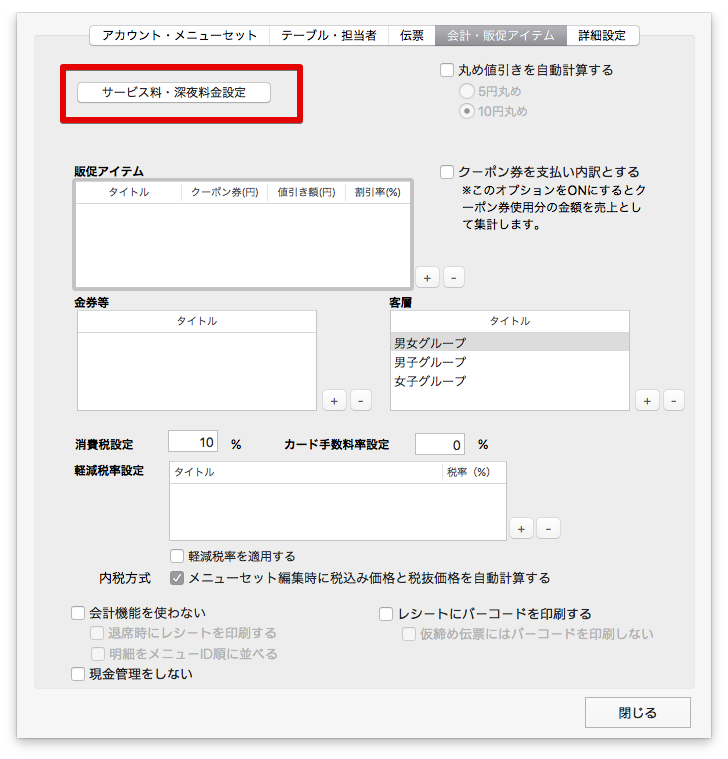 アカウント・メニューセット
テーブル・担当者
伝票
会計・販促アイテム
詳細設定
サービス料・深夜料金設定
丸め値引きを自動計算する
5円丸め
10円丸め
販促アイテム
タイトル
クーポン券(円)
値引き額(円)
割引率(%)
+
-
クーポン券を支払い内訳とする
※このオプションをONにするとク
ーポン券使用分の金額を売上とし
て集計します。
金券等
タイトル
+
-
客層
タイトル
男女グループ
男子グループ
女子グループ
+
-
消費税設定
10
%
カード手数料率設定
0
%
軽減税率設定
タイトル
税率（%）
+
-
軽減税率を適用する
内税方式
メニューセット編集時に税込み価格と税抜価格を自動計算する
会計機能を使わない
退席時にレシートを印刷する
明細をメニューID順に並べる
現金管理をしない
レシートにバーコードを印刷する
仮締め伝票にはバーコードを印刷しない
閉じる